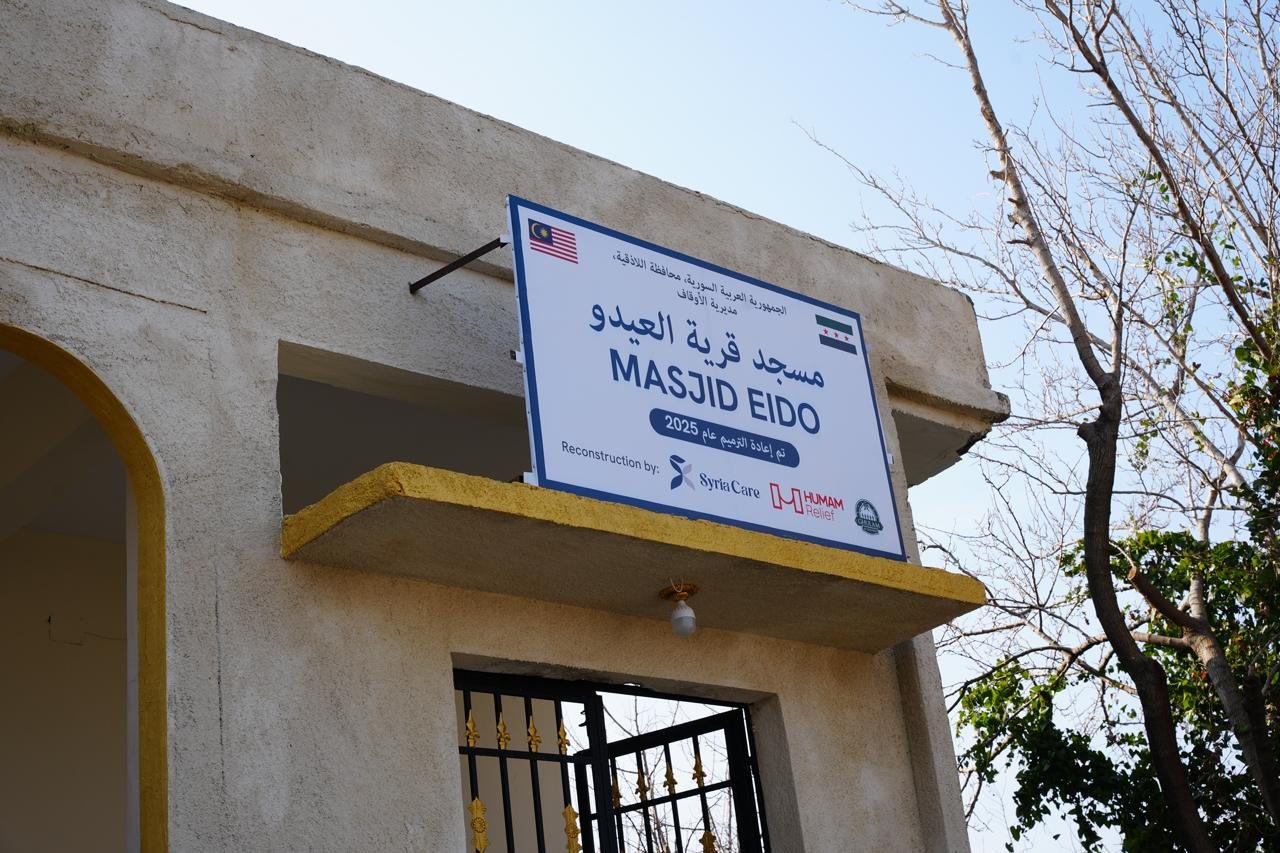 الجمهورية العربية السورية، محافظة اللاذقية،
مديرية الأوقاف
مسجد قرية العيدو
MASJID EIDO
تم إعادة الترميم عام 2025
Reconstruction by:
SyriaCare
HUMAM
Relief
GHULAM